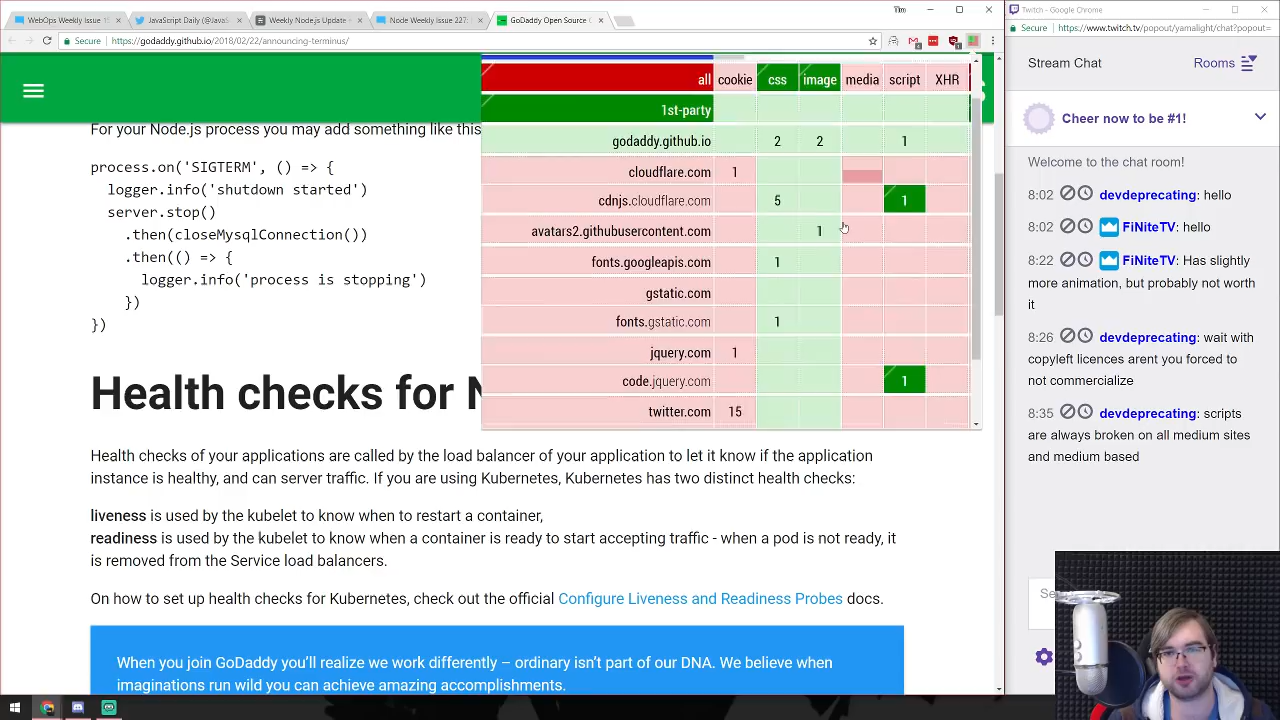 WebOps Weekly Issue 15
JavaScript Daily (@JavaS
Weekly Node.js Update -
Node Weekly Issue 227:
GoDaddy Open Source
Tim
Secure
https://godaddy.github.io/2018/02/22/announcing-terminus/
For your Node.js process you may add something like this
process.on('SIGTERM', () => {
logger.info('shutdown started')
server.stop()
.then(closeMysqlConnection())
.then(() => {
logger.info('process is stopping')
})
})
Health checks for N
Health checks of your applications are called by the load balancer of your application to let it know if the application
instance is healthy, and can server traffic. If you are using Kubernetes, Kubernetes has two distinct health checks:
liveness is used by the kubelet to know when to restart a container,
readiness is used by the kubelet to know when a container is ready to start accepting traffic - when a pod is not ready, it
is removed from the Service load balancers.
On how to set up health checks for Kubernetes, check out the official Configure Liveness and Readiness Probes docs.
When you join GoDaddy you'll realize we work differently – ordinary isn't part of our DNA. We believe when
imaginations run wild you can achieve amazing accomplishments.
all cookie css image media script XHR
1st-party
godaddy.github.io 2 2 1
cloudflare.com 1
cdnjs.cloudflare.com 5 1
avatars2.githubusercontent.com 1
fonts.googleapis.com 1
gstatic.com
fonts.gstatic.com 1
jquery.com 1
code.jquery.com 1
twitter.com 15
Twitch - Google Chrome
Secure
https://www.twitch.tv/popout/yamalight/chat?popout=
Stream Chat
Rooms
Cheer now to be #1!
Welcome to the chat room!
8:02 devdeprecating: hello
8:02 FiNiteTV: hello
8:22 FiNiteTV: Has slightly
more animation, but probably not worth
it
8:26 devdeprecating: wait with
copyleft licences arent you forced to
not commercialize
8:35 devdeprecating: scripts
are always broken on all medium sites
and medium based
Se